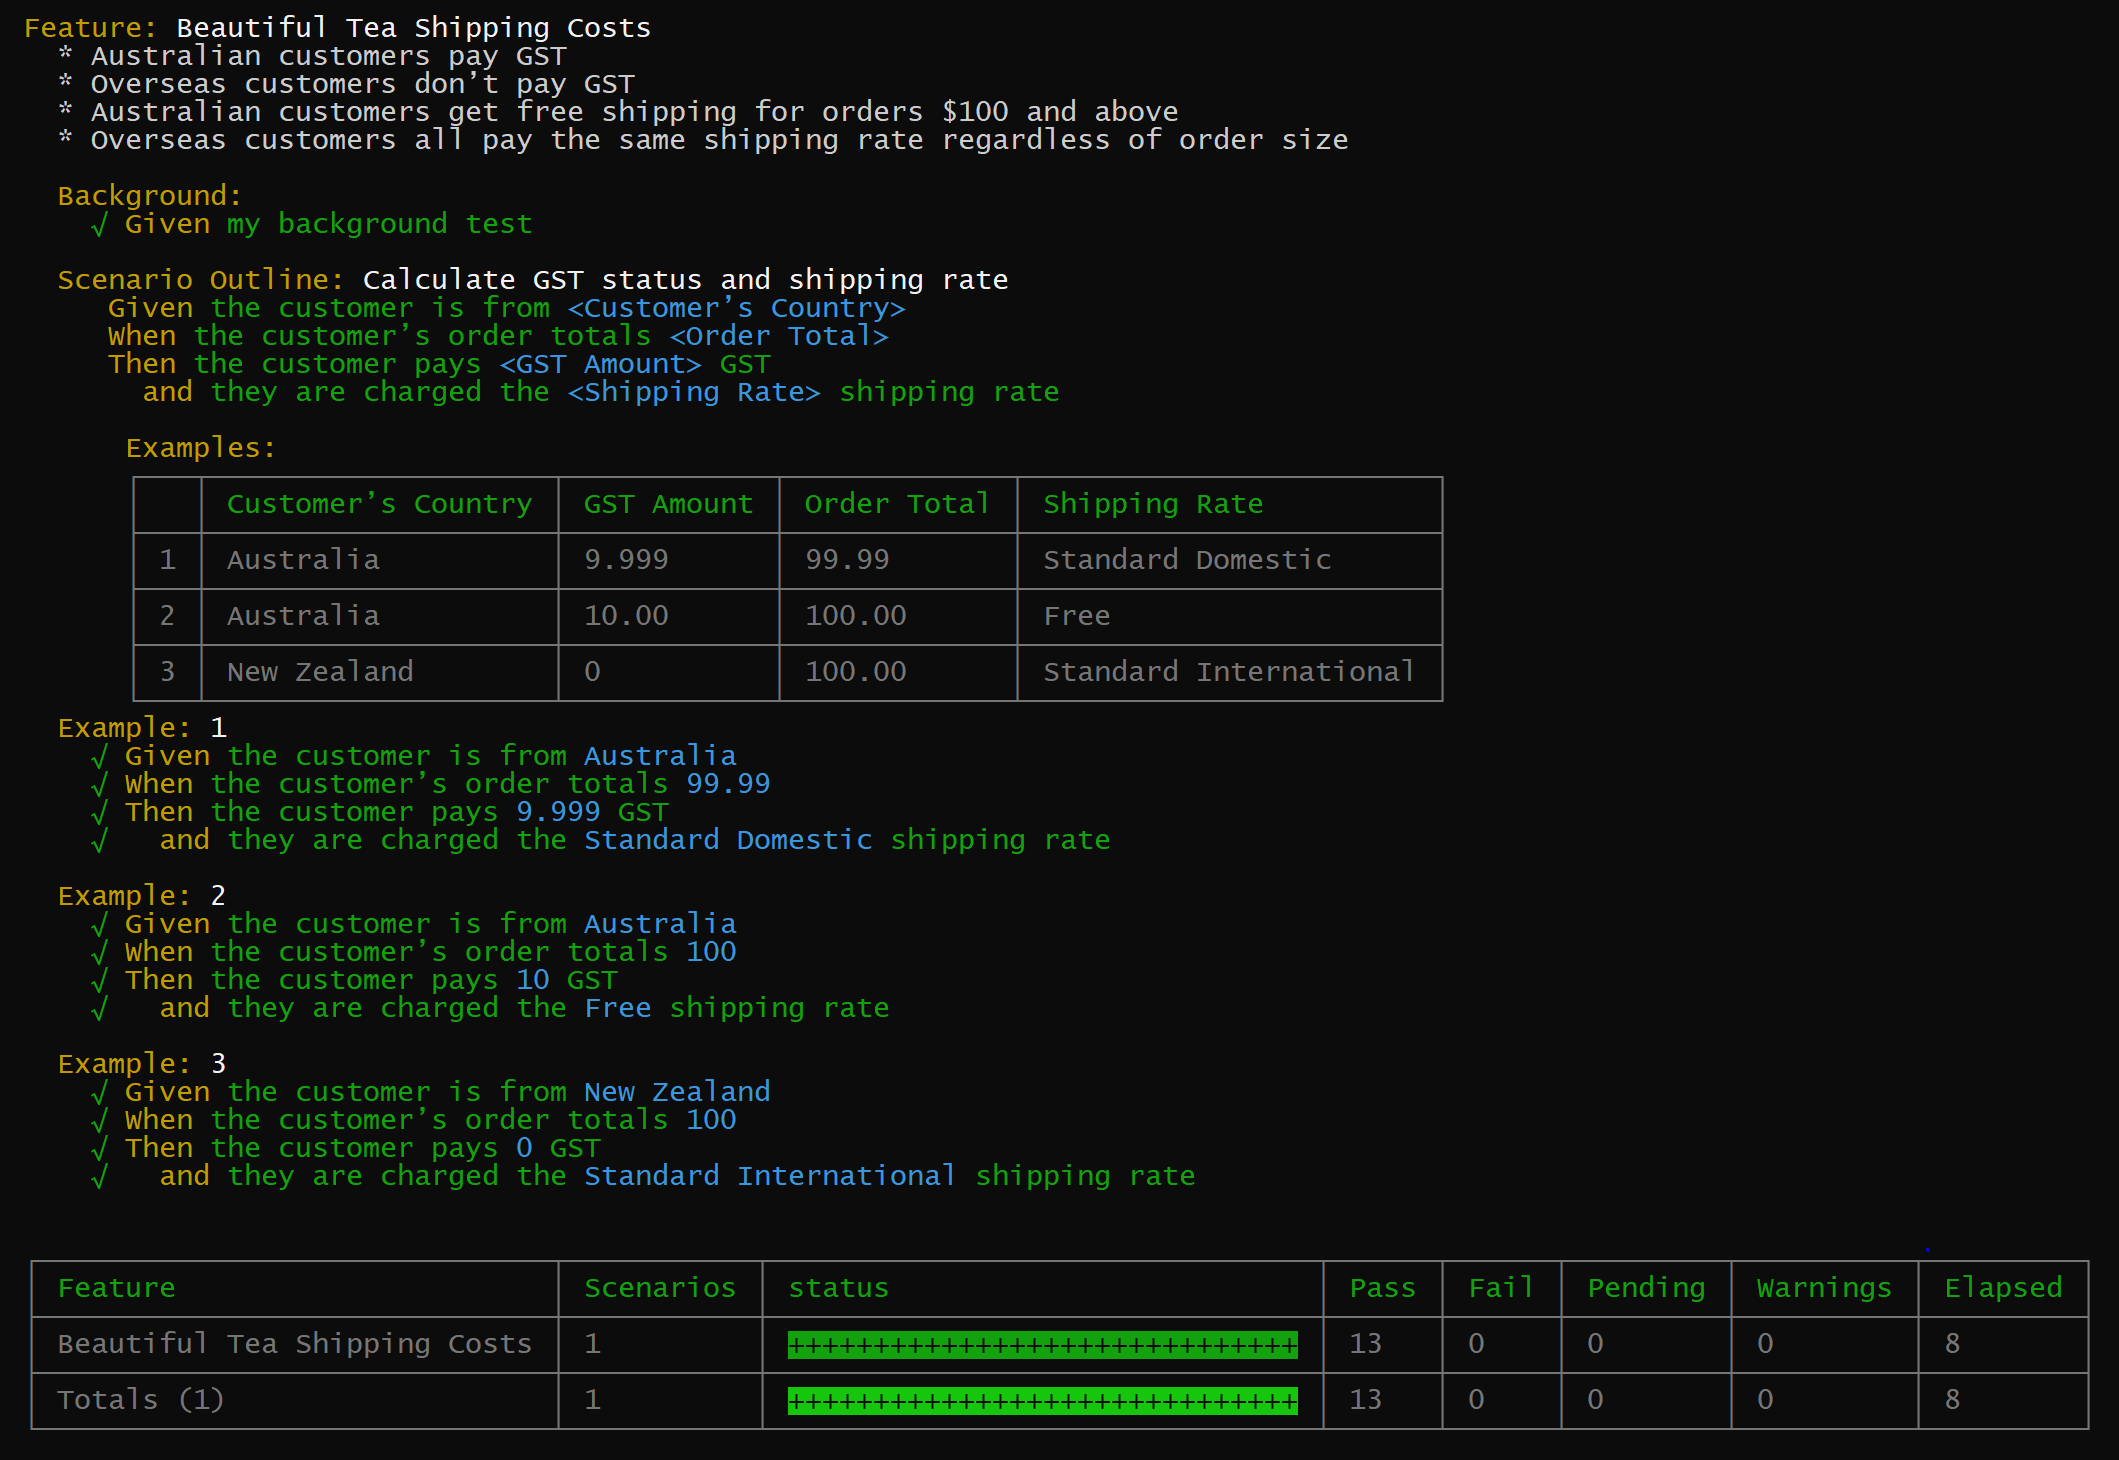 Feature: Beautiful Tea Shipping Costs
* Australian customers pay GST
* Overseas customers don’t pay GST
* Australian customers get free shipping for orders $100 and above
* Overseas customers all pay the same shipping rate regardless of order size
Background:
√ Given my background test
Scenario Outline: Calculate GST status and shipping rate
Given the customer is from <Customer’s Country>
When the customer’s order totals <Order Total>
Then the customer pays <GST Amount> GST
and they are charged the <Shipping Rate> shipping rate
Examples:
Customer’s Country GST Amount Order Total Shipping Rate
1 Australia 9.999 99.99 Standard Domestic
2 Australia 10.00 100.00 Free
3 New Zealand 0 100.00 Standard International
Example: 1
√ Given the customer is from Australia
√ When the customer’s order totals 99.99
√ Then the customer pays 9.999 GST
√ and they are charged the Standard Domestic shipping rate
Example: 2
√ Given the customer is from Australia
√ When the customer’s order totals 100
√ Then the customer pays 10 GST
√ and they are charged the Free shipping rate
Example: 3
√ Given the customer is from New Zealand
√ When the customer’s order totals 100
√ Then the customer pays 0 GST
√ and they are charged the Standard International shipping rate
Feature Scenarios status Pass Fail Pending Warnings Elapsed
Beautiful Tea Shipping Costs 1 ++++++++++++++++++++++++++++++ 13 0 0 0 8
Totals (1) 1 ++++++++++++++++++++++++++++++ 13 0 0 0 8